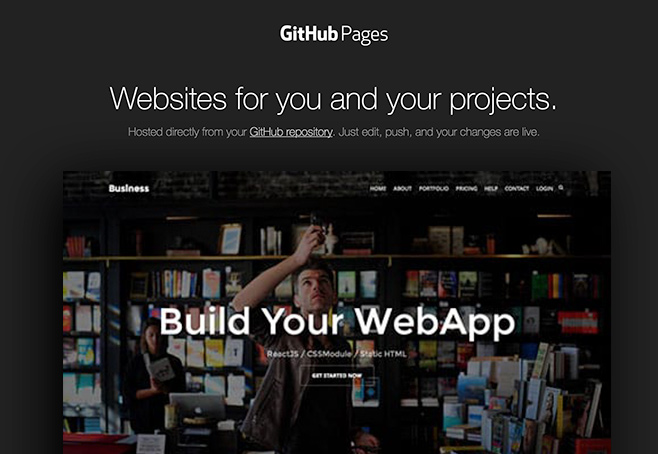 GitHub Pages
Websites for you and your projects.
Hosted directly from your GitHub repository. Just edit, push, and your changes are live.
Business
HOME ABOUT PORTFOLIO PRICING HELP CONTACT LOGIN
Build Your WebApp
ReactJS / CSSModule / Static HTML
GET STARTED NOW